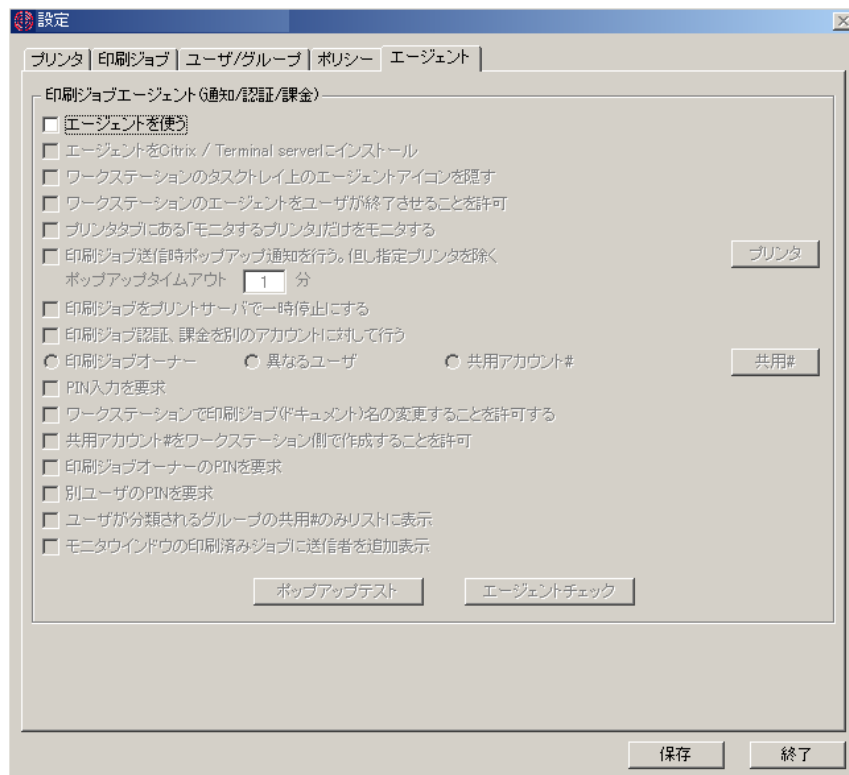 設定
プリンタ 印刷ジョブ ユーザ/グループ ポリシー エージェント
印刷ジョブエージェント(通知/認証/課金)
エージェントを使う
エージェントをCitrix / Terminal serverにインストール
ワークステーションのタスクトレイ上のエージェントアイコンを隠す
ワークステーションのエージェントをユーザが終了させることを許可
プリンタタブにある「モニタするプリンタ」だけをモニタする
印刷ジョブ送信時ポップアップ通知を行う。但し指定プリンタを除く プリンタ
ポップアップタイムアウト 1 分
印刷ジョブをプリントサーバで一時停止にする
印刷ジョブ認証、課金を別のアカウントに対して行う
印刷ジョブオーナー 異なるユーザ 共用アカウント# 共用#
PIN入力を要求
ワークステーションで印刷ジョブ(ドキュメント)名の変更することを許可する
共用アカウント#をワークステーション側で作成することを許可
印刷ジョブオーナーのPINを要求
別ユーザのPINを要求
ユーザが分類されるグループの共用#のみリストに表示
モニタウインドウの印刷済みジョブに送信者を追加表示
ポップアップテスト エージェントチェック
保存 終了